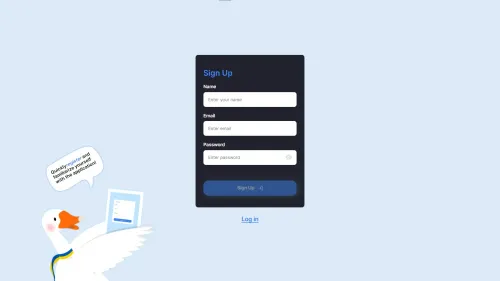 Sign Up
Name
Enter your name
Email
Enter email
Password
Enter password
Sign Up
Log in
Quickly register and
familiarize yourself
with the application!